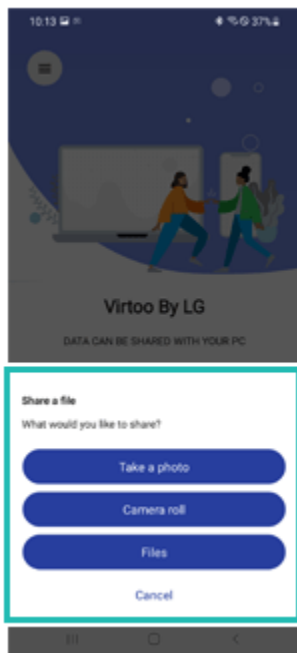 10:13
37%
Virtoo By LG
DATA CAN BE SHARED WITH YOUR PC
Share a file
What would you like to share?
Take a photo
Camera roll
Files
Cancel